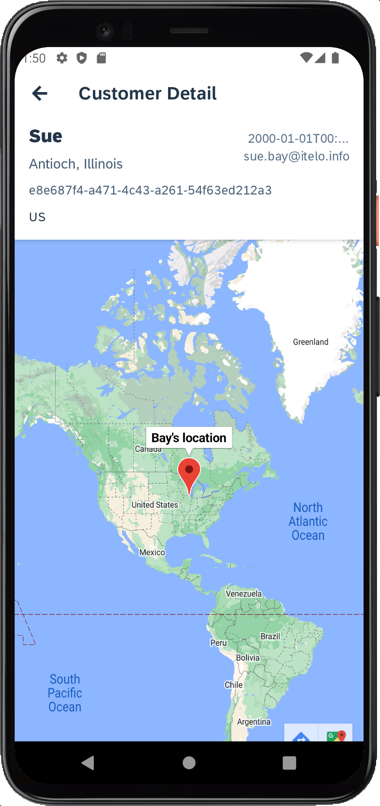 1:50
Customer Detail
Sue
2000-01-01T00:...
Antioch, Illinois
sue.bay@itelo.info
e8e687f4-a471-4c43-a261-54f63ed212a3
US
Greenland
Bay's location
Canada
United States
North
Atlantic
Ocean
Mexico
Venezuela
Brazil
Peru
Bolivia
Chile
South
Pacific
Ocean
Argentina